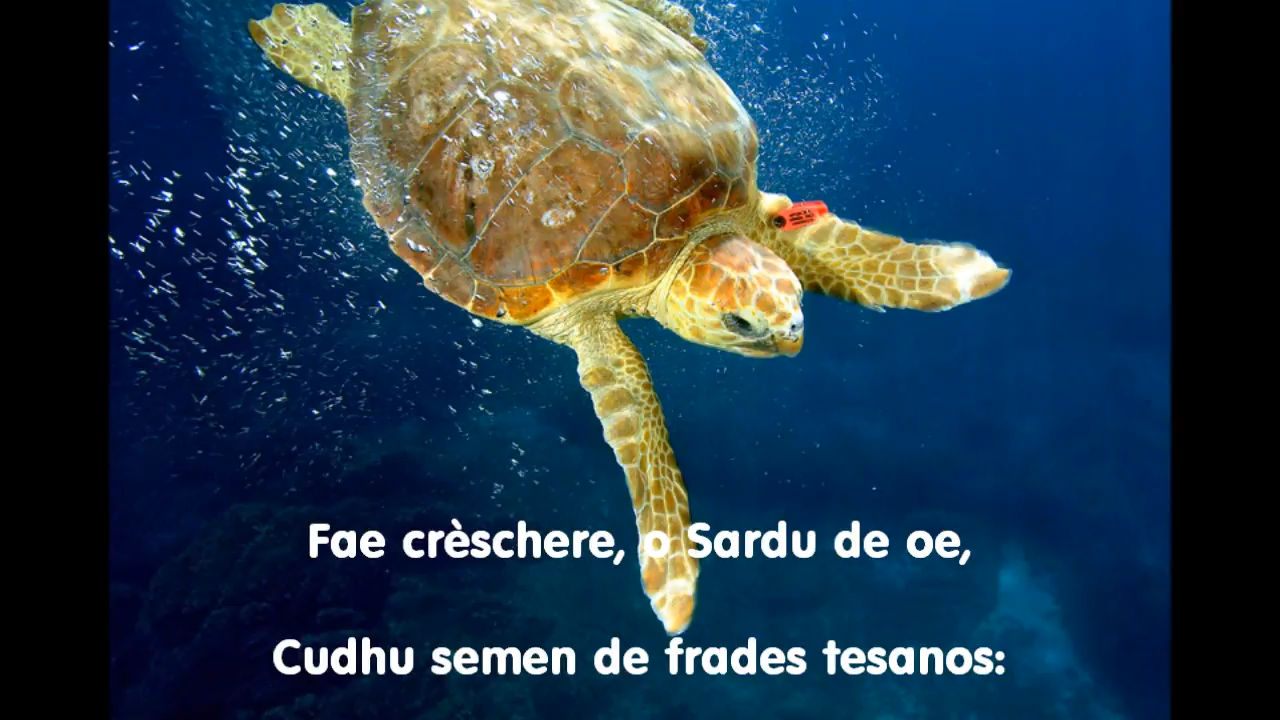 Fae crèschere, o Sardu de oe,
Cudhu semen de frades tesanos: